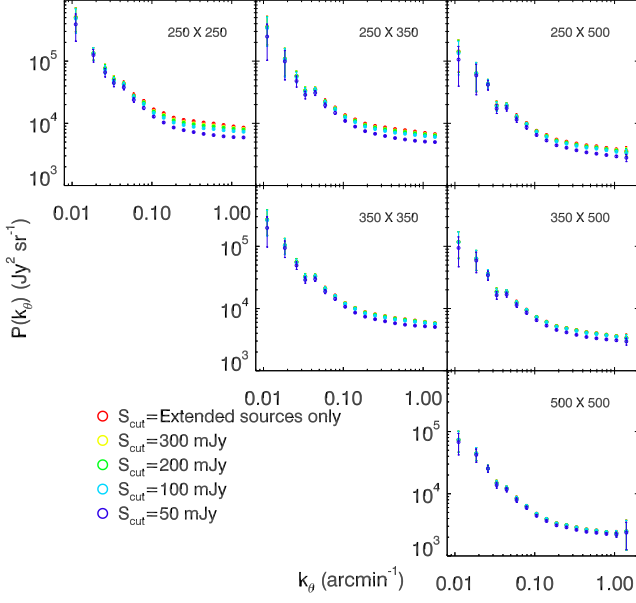 250 X 250
250 X 350
250 X 500
10^5
10^4
10^3
0.01 0.10 1.00
350 X 350
350 X 500
10^5
10^4
10^3
0.01 0.10 1.00
500 X 500
10^5
10^4
10^3
0.01 0.10 1.00
P(k_θ) (Jy^2 sr^-1)
S_cut=Extended sources only
S_cut=300 mJy
S_cut=200 mJy
S_cut=100 mJy
S_cut=50 mJy
k_θ (arcmin^-1)